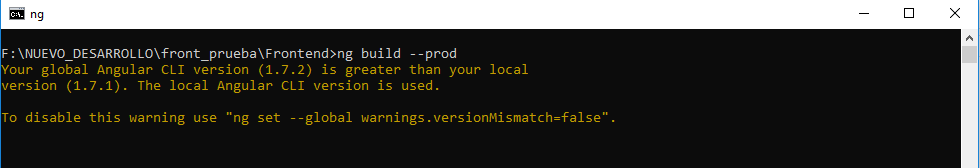 ng
F:\NUEVO_DESARROLLO\front_prueba\Frontend>ng build --prod
Your global Angular CLI version (1.7.2) is greater than your local
version (1.7.1). The local Angular CLI version is used.
To disable this warning use "ng set --global warnings.versionMismatch=false".